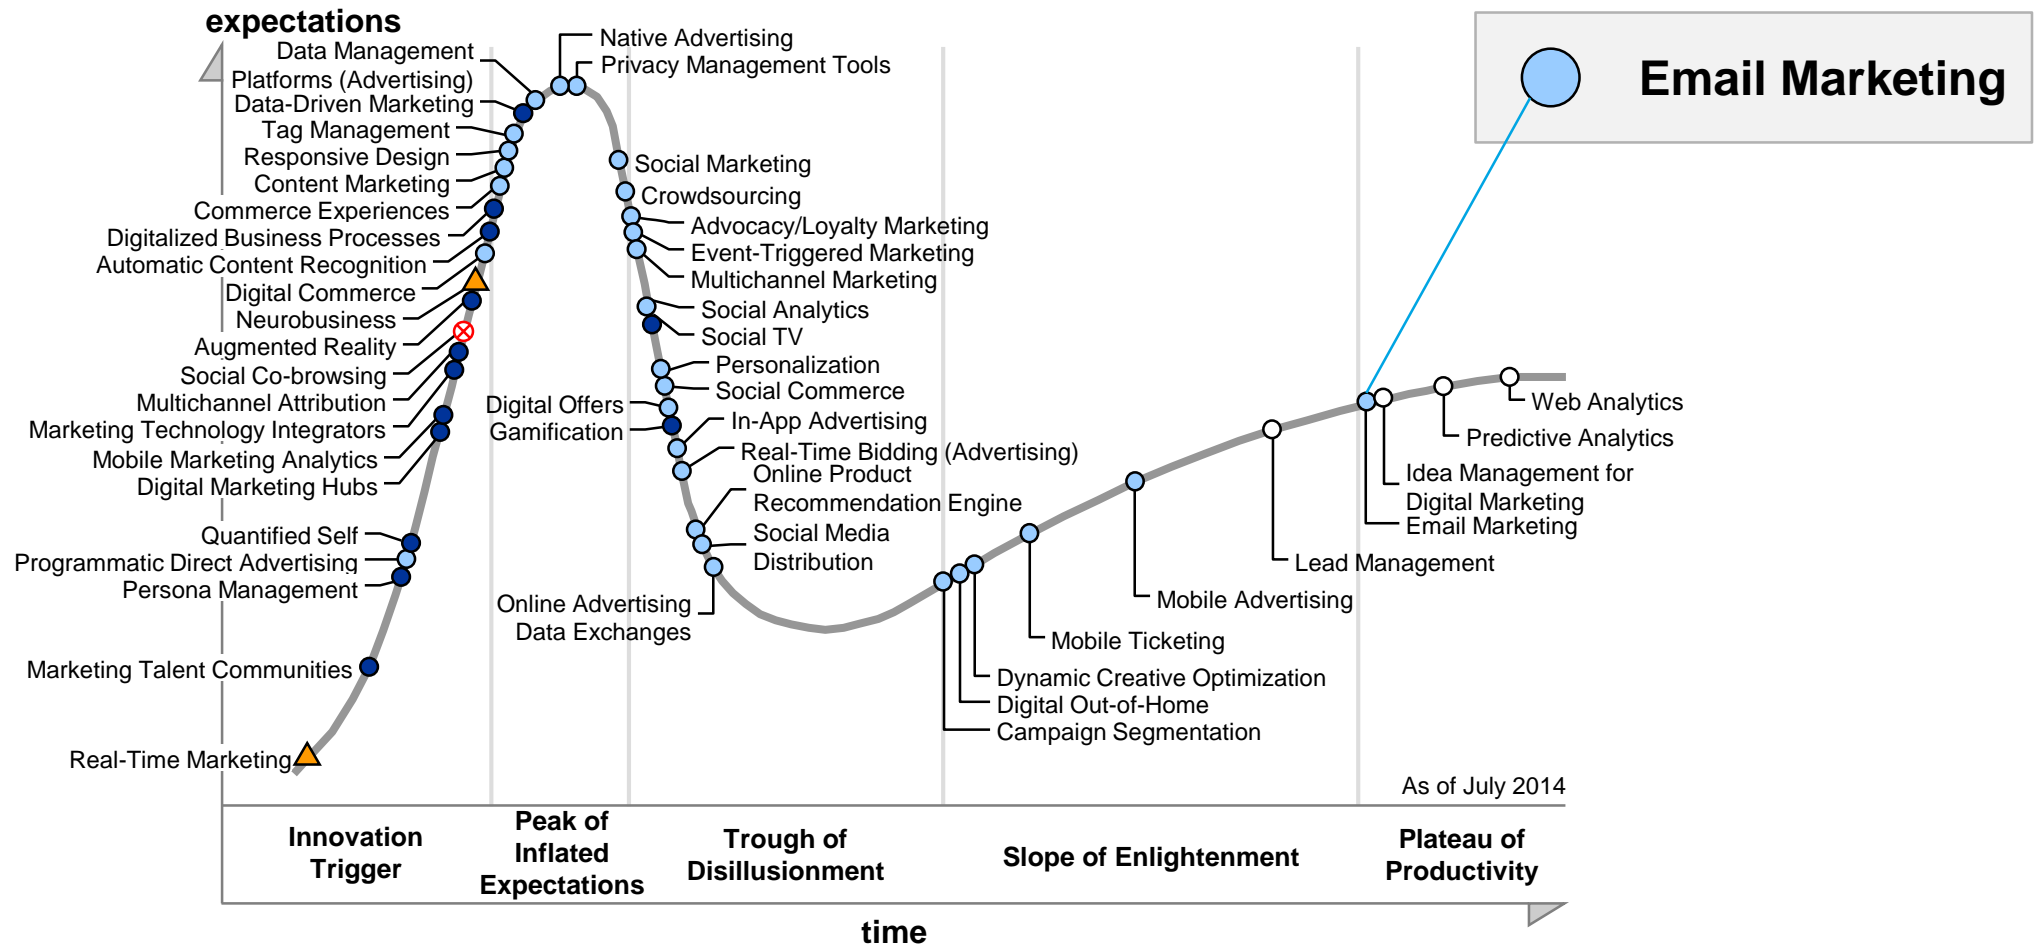 expectations
Data Management
Platforms (Advertising)
Data-Driven Marketing
Tag Management
Responsive Design
Content Marketing
Commerce Experiences
Digitalized Business Processes
Automatic Content Recognition
Digital Commerce
Neurobusiness
Augmented Reality
Social Co-browsing
Multichannel Attribution
Marketing Technology Integrators
Mobile Marketing Analytics
Digital Marketing Hubs
Quantified Self
Programmatic Direct Advertising
Persona Management
Marketing Talent Communities
Real-Time Marketing
Native Advertising
Privacy Management Tools
Social Marketing
Crowdsourcing
Advocacy/Loyalty Marketing
Event-Triggered Marketing
Multichannel Marketing
Social Analytics
Social TV
Personalization
Social Commerce
Digital Offers
Gamification
In-App Advertising
Real-Time Bidding (Advertising)
Online Product
Recommendation Engine
Social Media
Distribution
Online Advertising
Data Exchanges
Email Marketing
Web Analytics
Predictive Analytics
Idea Management for
Digital Marketing
Email Marketing
Lead Management
Mobile Advertising
Mobile Ticketing
Dynamic Creative Optimization
Digital Out-of-Home
Campaign Segmentation
As of July 2014
Innovation
Trigger
Peak of
Inflated
Expectations
Trough of
Disillusionment
Slope of Enlightenment
Plateau of
Productivity
time